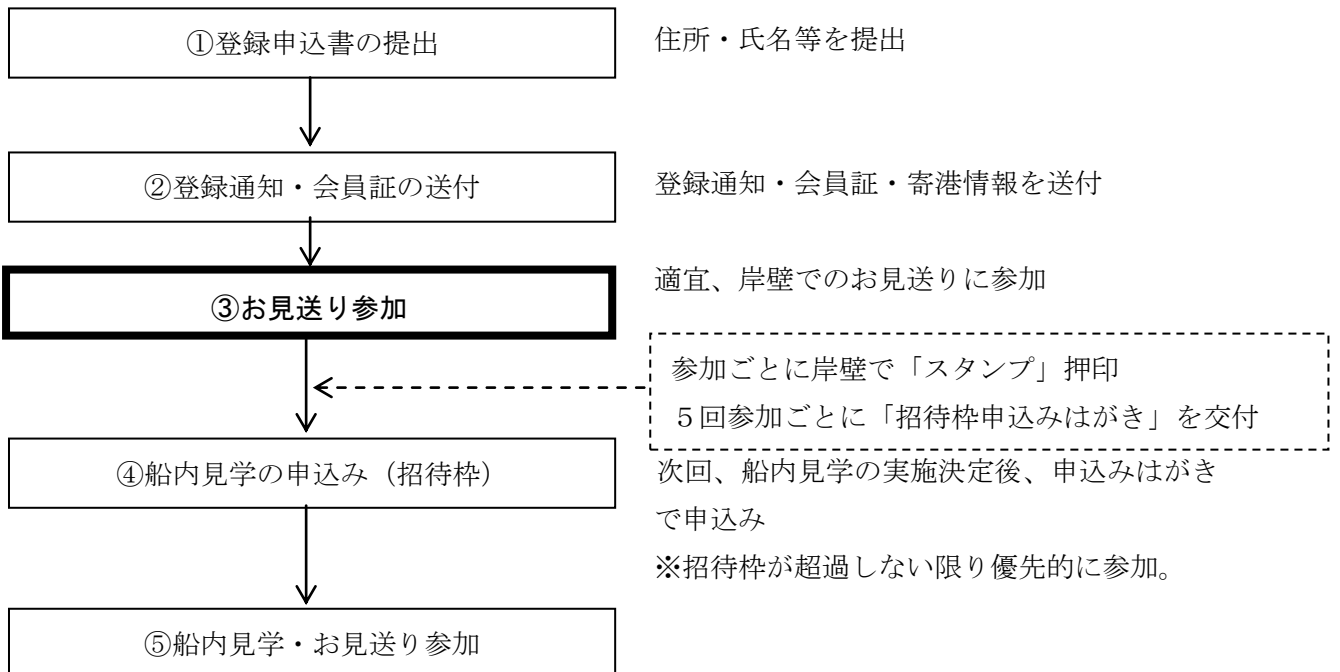 ①登録申込書の提出
住所・氏名等を提出
②登録通知・会員証の送付
登録通知・会員証・寄港情報を送付
③お見送り参加
適宜、岸壁でのお見送りに参加
参加ごとに岸壁で「スタンプ」押印
５回参加ごとに「招待枠申込みはがき」を交付
④船内見学の申込み（招待枠）
次回、船内見学の実施決定後、申込みはがき
で申込み
※招待枠が超過しない限り優先的に参加。
⑤船内見学・お見送り参加